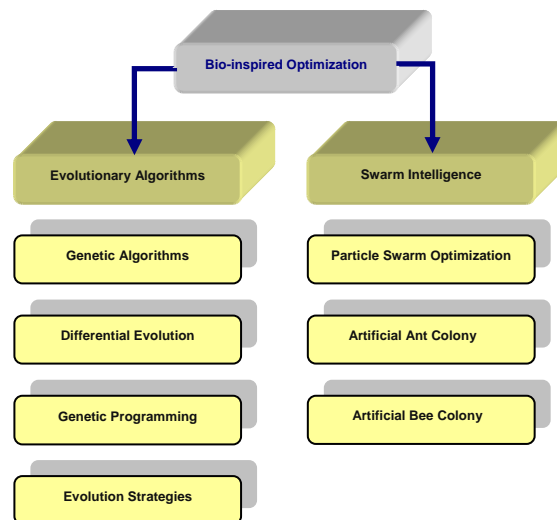 Bio-inspired Optimization
Evolutionary Algorithms
Swarm Intelligence
Genetic Algorithms
Particle Swarm Optimization
Differential Evolution
Artificial Ant Colony
Genetic Programming
Artificial Bee Colony
Evolution Strategies